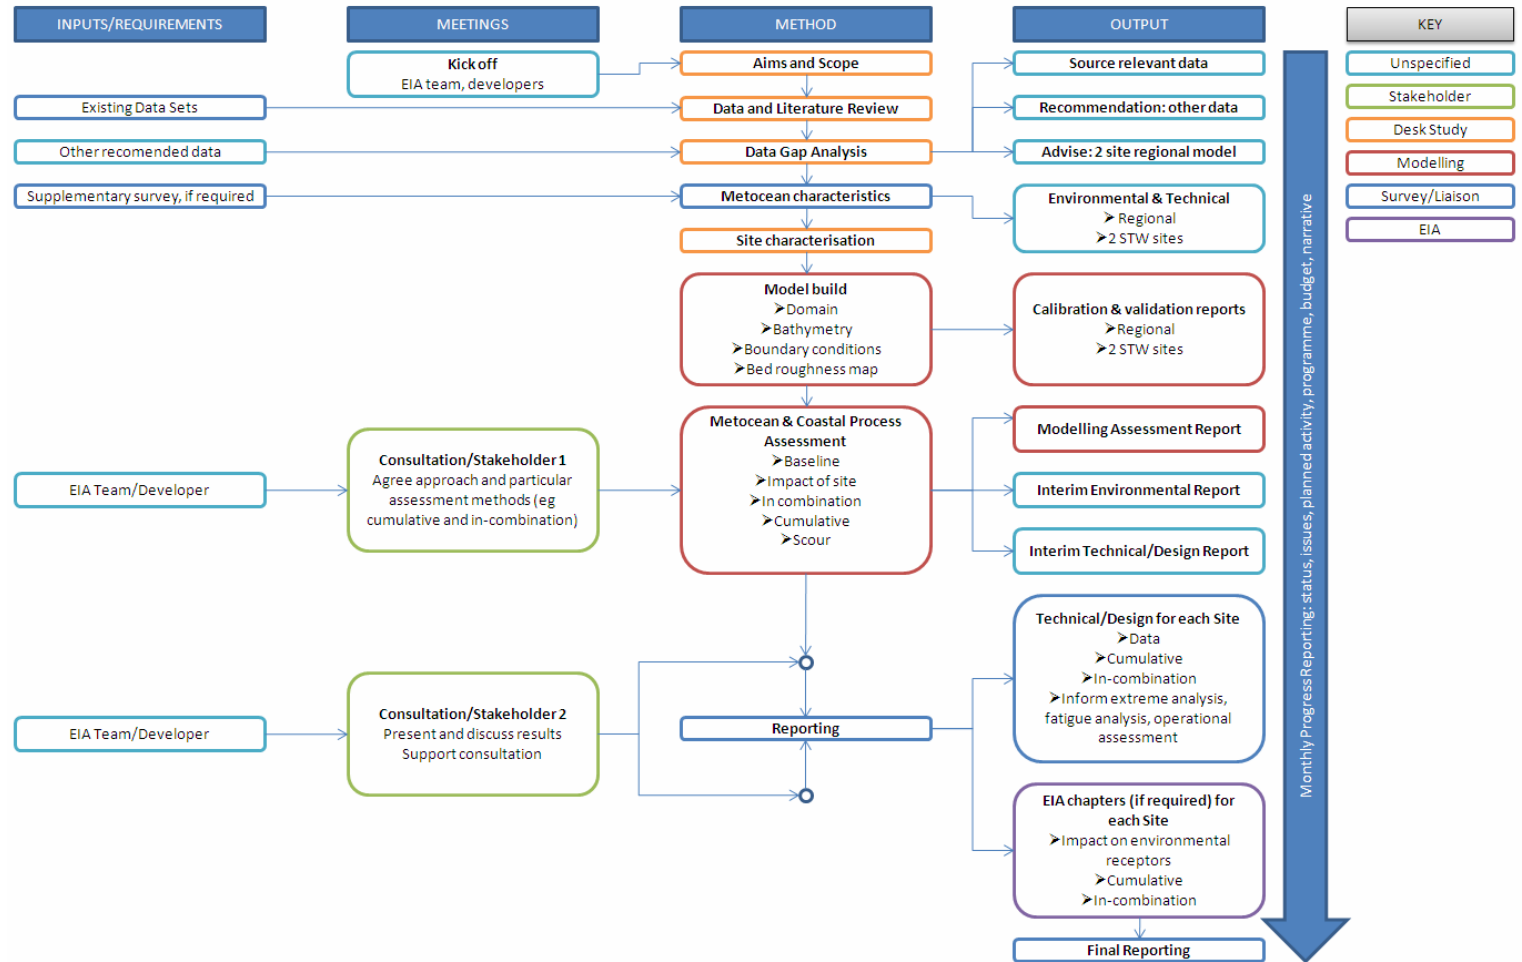 INPUTS/REQUIREMENTS
MEETINGS
METHOD
OUTPUT
KEY
Kick off
EIA team, developers
Aims and Scope
Source relevant data
Unspecified
Existing Data Sets
Data and Literature Review
Recommendation: other data
Stakeholder
Other recomended data
Data Gap Analysis
Advise: 2 site regional model
Desk Study
Modelling
Supplementary survey, if required
Metocean characteristics
Environmental & Technical
➤ Regional
➤2 STW sites
Survey/Liaison
EIA
Site characterisation
Model build
➤Domain
➤Bathymetry
➤Boundary conditions
➤Bed roughness map
Calibration & validation reports
➤Regional
➤2 STW sites
EIA Team/Developer
Consultation/Stakeholder 1
Agree approach and particular
assessment methods (eg
cumulative and in-combination)
Metocean & Coastal Process
Assessment
➤Baseline
➤Impact of site
➤In combination
➤Cumulative
➤Scour
Modelling Assessment Report
Interim Environmental Report
Interim Technical/Design Report
EIA Team/Developer
Consultation/Stakeholder 2
Present and discuss results
Support consultation
Reporting
Technical/Design for each Site
➤Data
➤Cumulative
➤In-combination
➤Inform extreme analysis,
fatigue analysis, operational
assessment
EIA chapters (if required) for
each Site
➤Impact on environmental
receptors
➤Cumulative
➤In-combination
Final Reporting
Monthly Progress Reporting: status, issues, planned activity, programme, budget, narrative